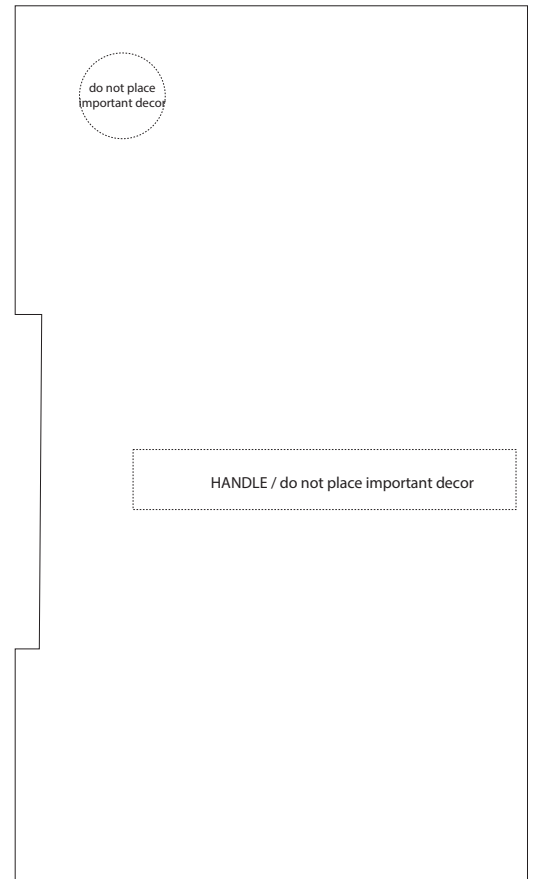 do not place
important decor
HANDLE / do not place important decor